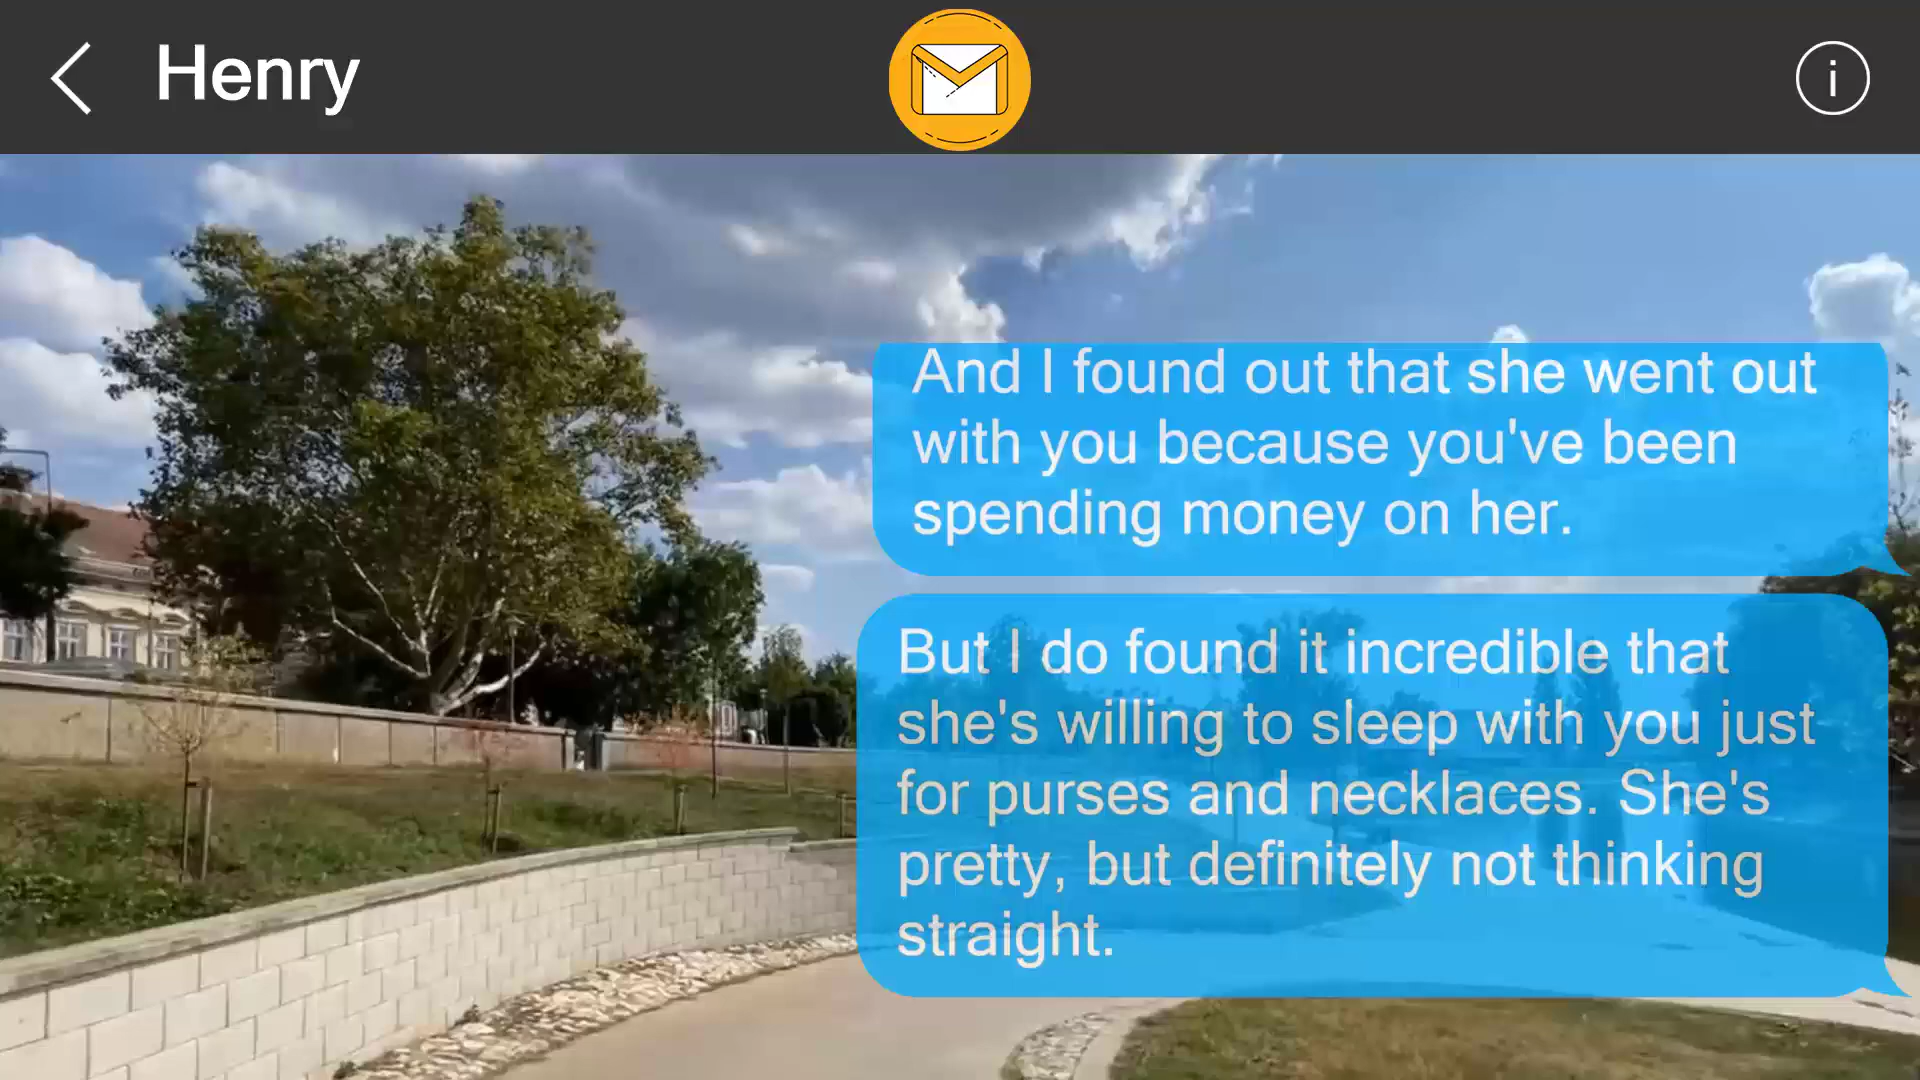 Henry
And I found out that she went out
with you because you've been
spending money on her.
But I do found it incredible that
she's willing to sleep with you just
for purses and necklaces. She's
pretty, but definitely not thinking
straight.